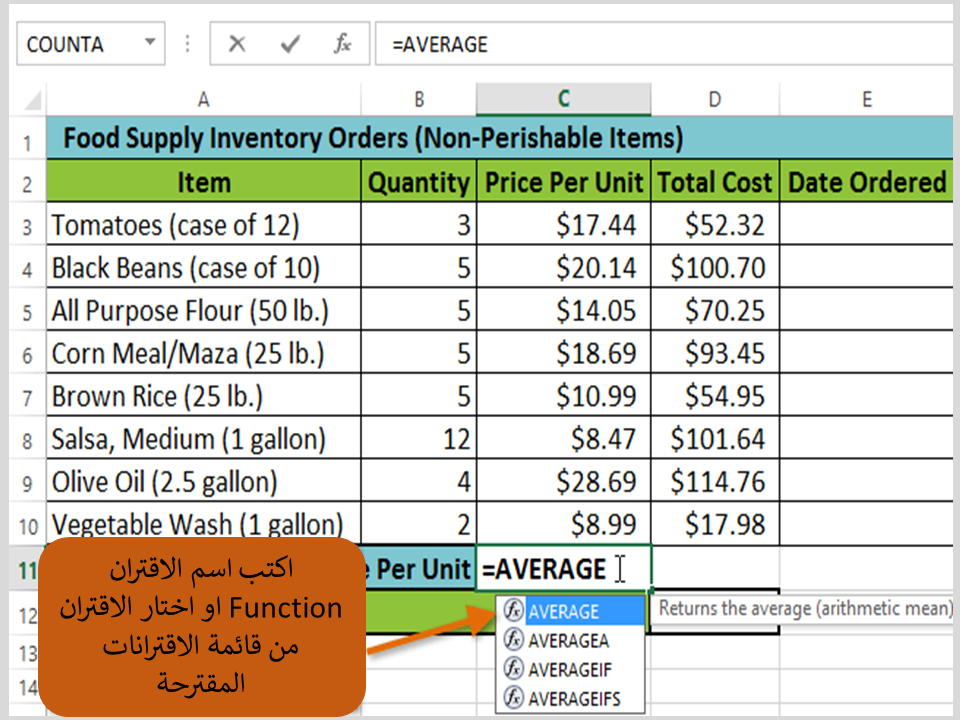 COUNTA
=AVERAGE
A B C D E
1 Food Supply Inventory Orders (Non-Perishable Items)
2 Item Quantity Price Per Unit Total Cost Date Ordered
3 Tomatoes (case of 12) 3 $17.44 $52.32
4 Black Beans (case of 10) 5 $20.14 $100.70
5 All Purpose Flour (50 lb.) 5 $14.05 $70.25
6 Corn Meal/Maza (25 lb.) 5 $18.69 $93.45
7 Brown Rice (25 lb.) 5 $10.99 $54.95
8 Salsa, Medium (1 gallon) 12 $8.47 $101.64
9 Olive Oil (2.5 gallon) 4 $28.69 $114.76
10 Vegetable Wash (1 gallon) 2 $8.99 $17.98
11 Per Unit =AVERAGE
12
13
14
اكتب اسم الاقتران
Function او اختار الاقتران
من قائمة الاقترانات
المقترحة
AVERAGE Returns the average (arithmetic mean)
AVERAGEA
AVERAGEIF
AVERAGEIFS